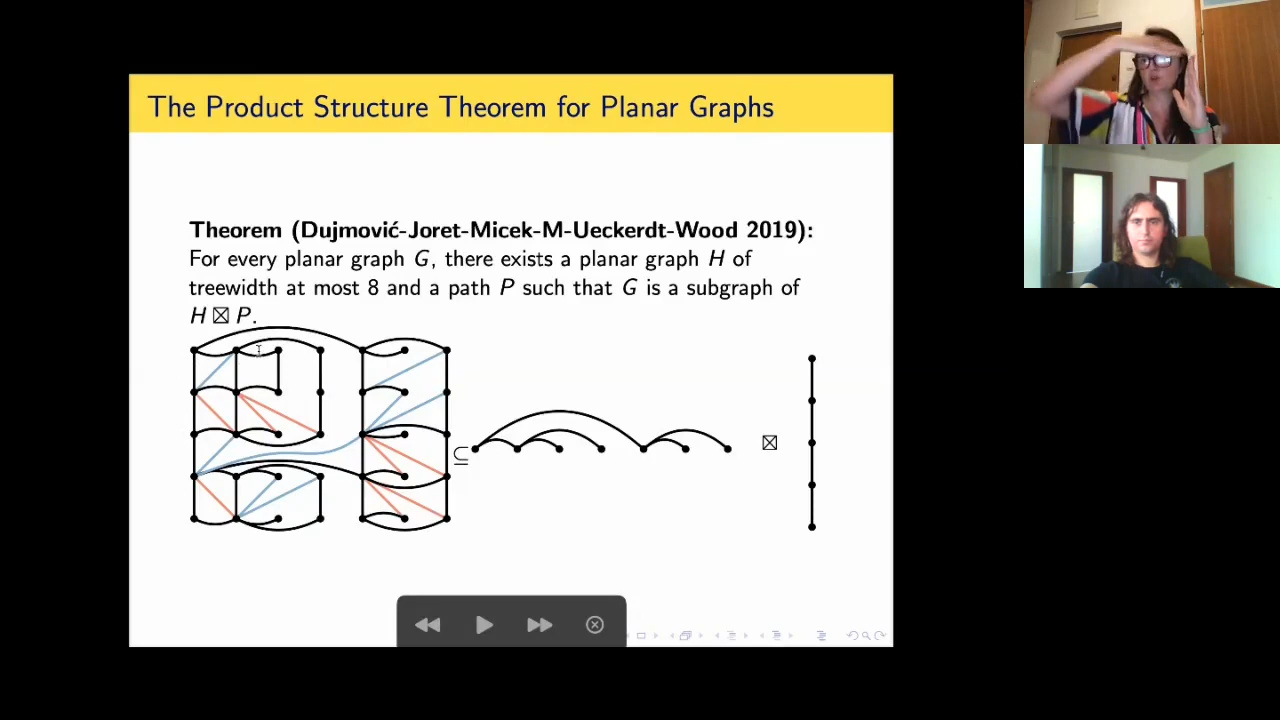 The Product Structure Theorem for Planar Graphs
Theorem (Dujmović-Joret-Micek-M-Ueckerdt-Wood 2019):
For every planar graph G, there exists a planar graph H of
treewidth at most 8 and a path P such that G is a subgraph of
H ⊠ P.
⊆
⊠